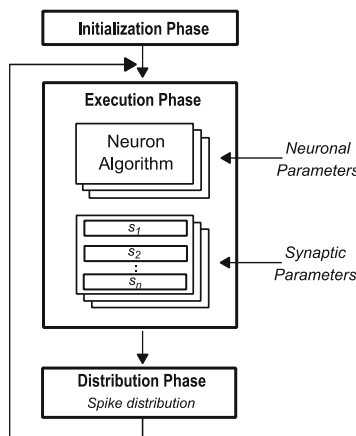 Initialization Phase
Execution Phase
Neuron
Algorithm
Neuronal
Parameters
s1
s2
⋮
sn
Synaptic
Parameters
Distribution Phase
Spike distribution